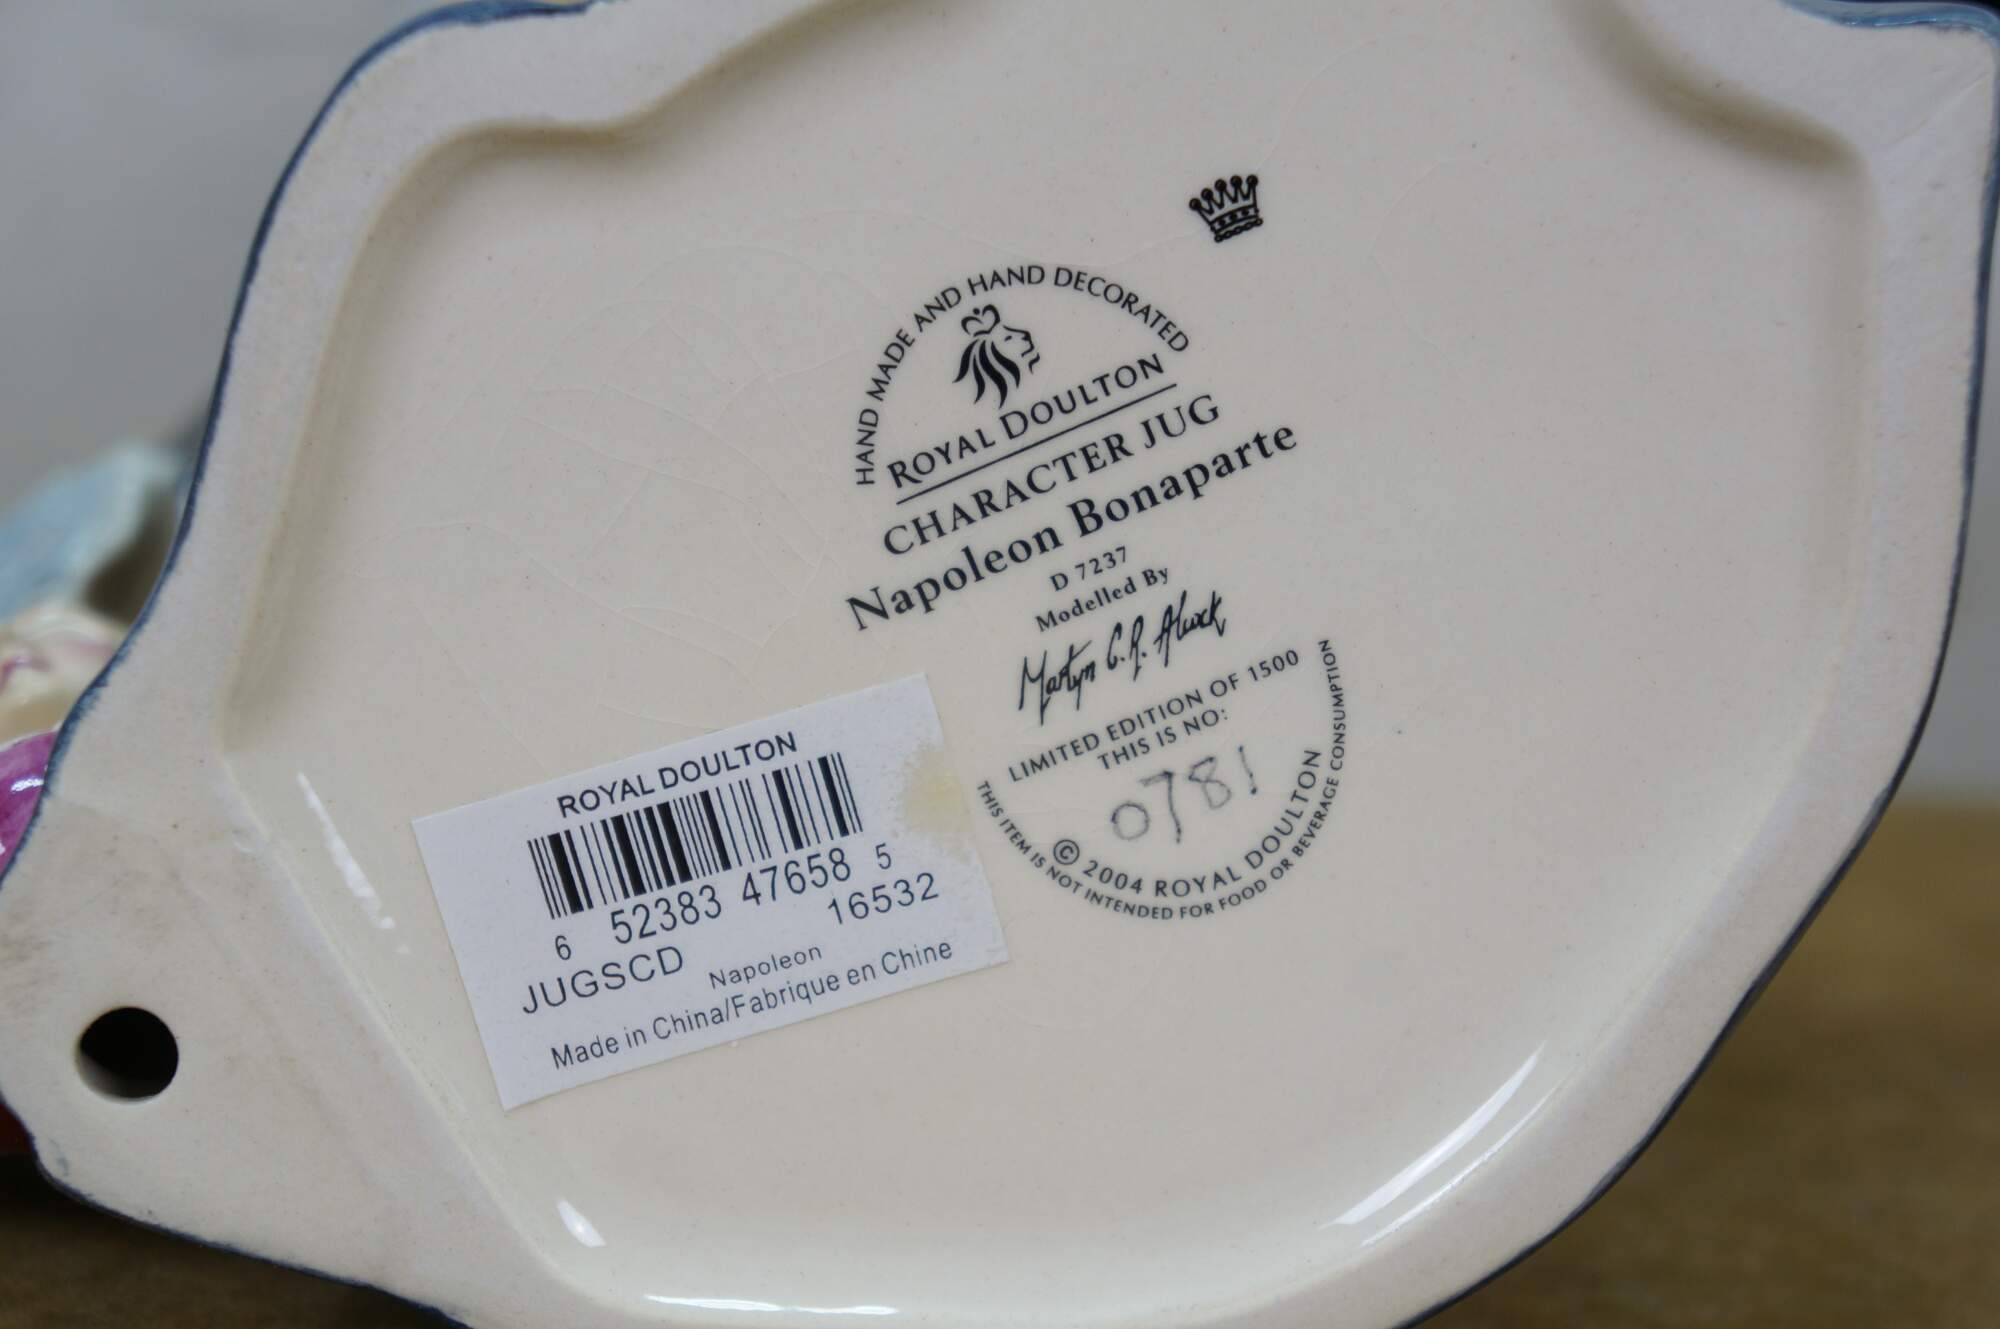 HAND MADE AND HAND DECORATED
ROYAL DOULTON
CHARACTER JUG
Napoleon Bonaparte
D 7237
Modelled By
Martyn C.R. Alcock
LIMITED EDITION OF 1500
THIS IS NO:
0781
© 2004 ROYAL DOULTON
THIS ITEM IS NOT INTENDED FOR FOOD OR BEVERAGE CONSUMPTION
ROYAL DOULTON
6 52383 47658 5
JUGSCD 16532
Napoleon
Made in China/Fabrique en Chine